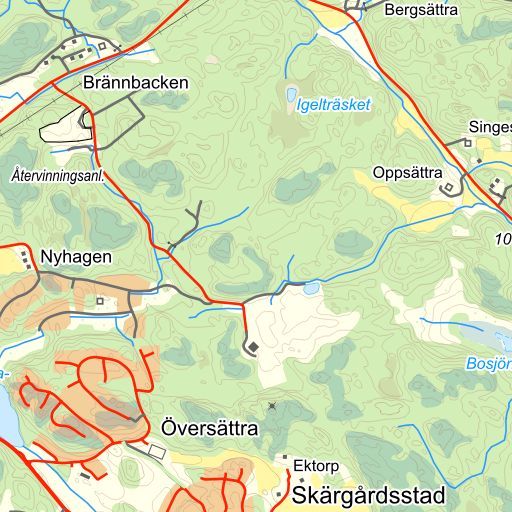 Bergsättra
Brännbacken
Igelträsket
Singes
Återvinningsanl.
Oppsättra
10
Nyhagen
Bosjön
a-
Översättra
Ektorp
Skärgårdsstad